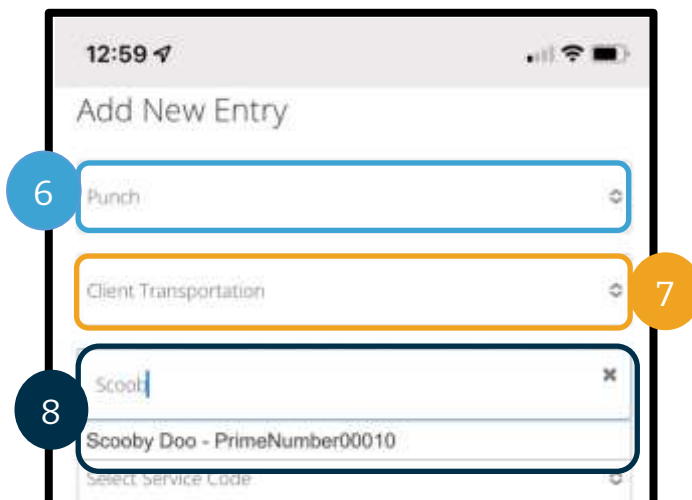 12:59
Add New Entry
6
Punch
Client Transportation
7
Scoob
8
Scooby Doo - PrimeNumber00010
Select Service Code